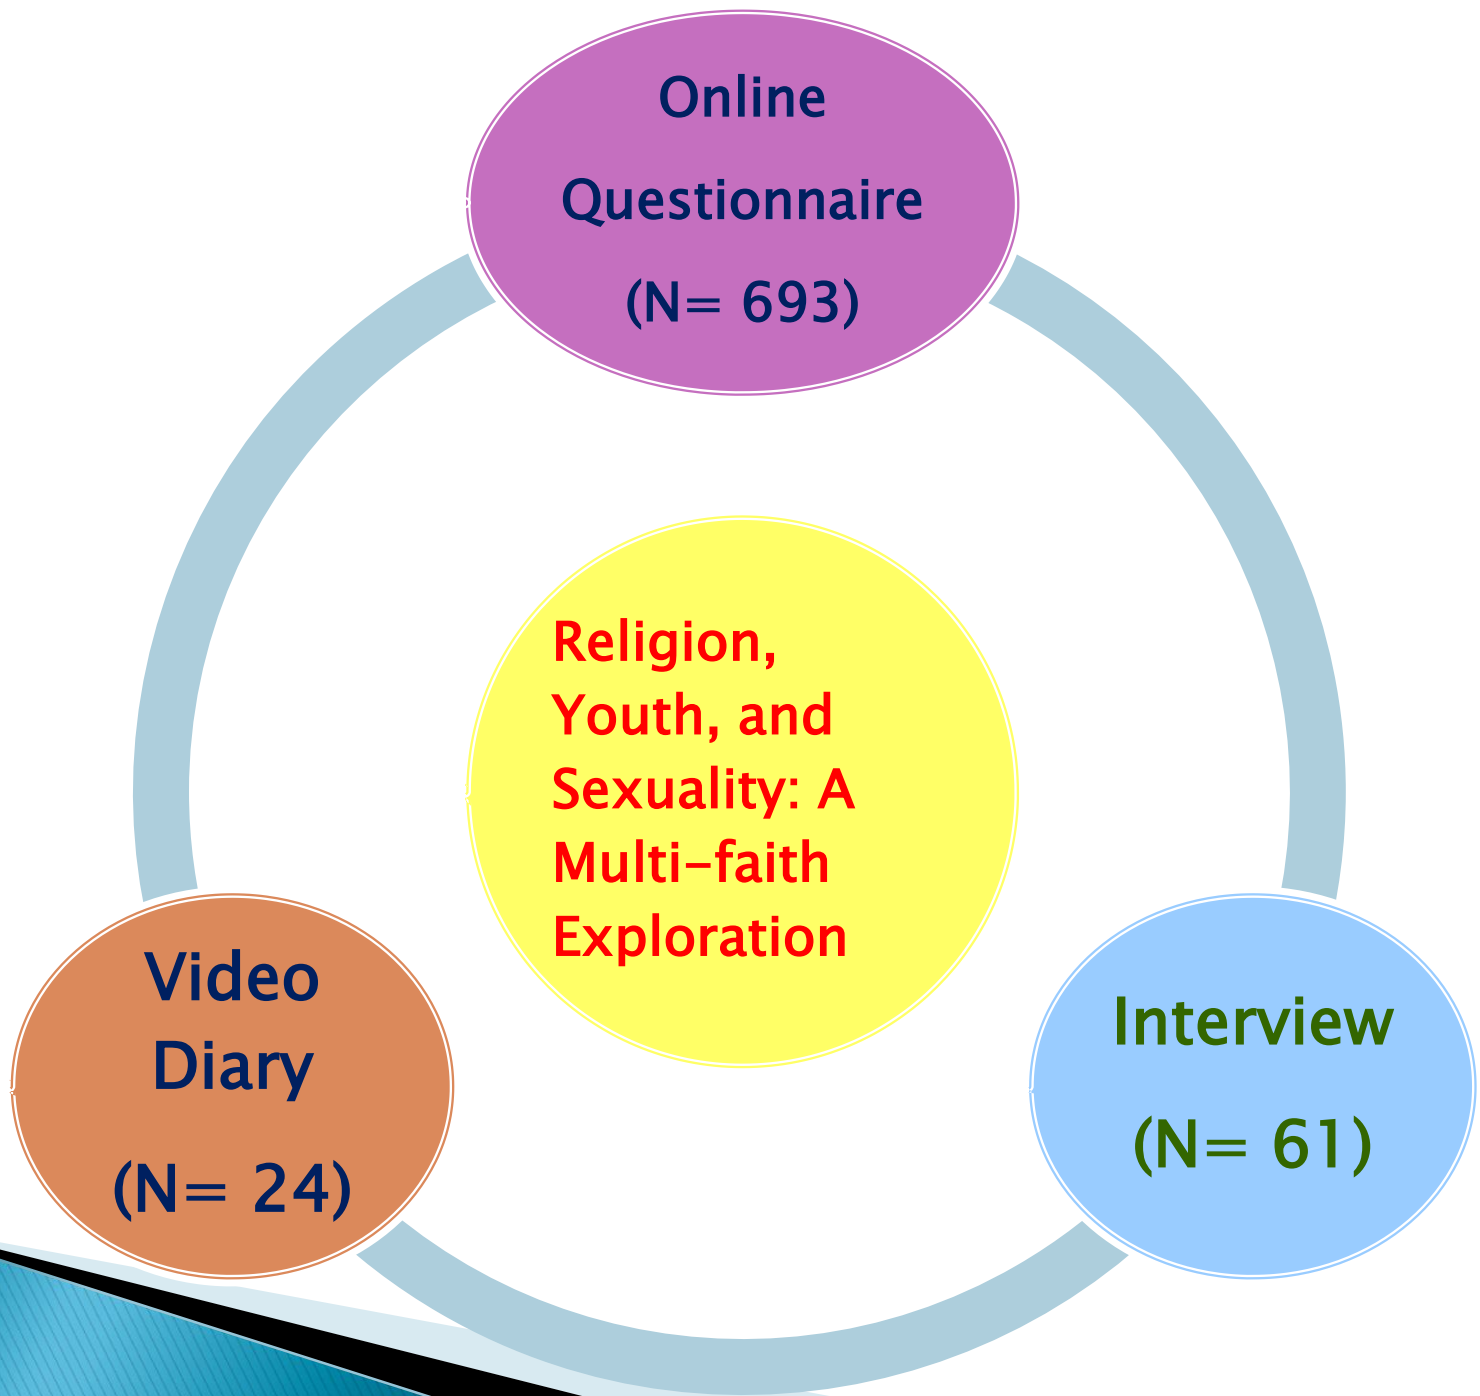 Online
Questionnaire
(N= 693)
Religion,
Youth, and
Sexuality: A
Multi-faith
Exploration
Video
Diary
(N= 24)
Interview
(N= 61)